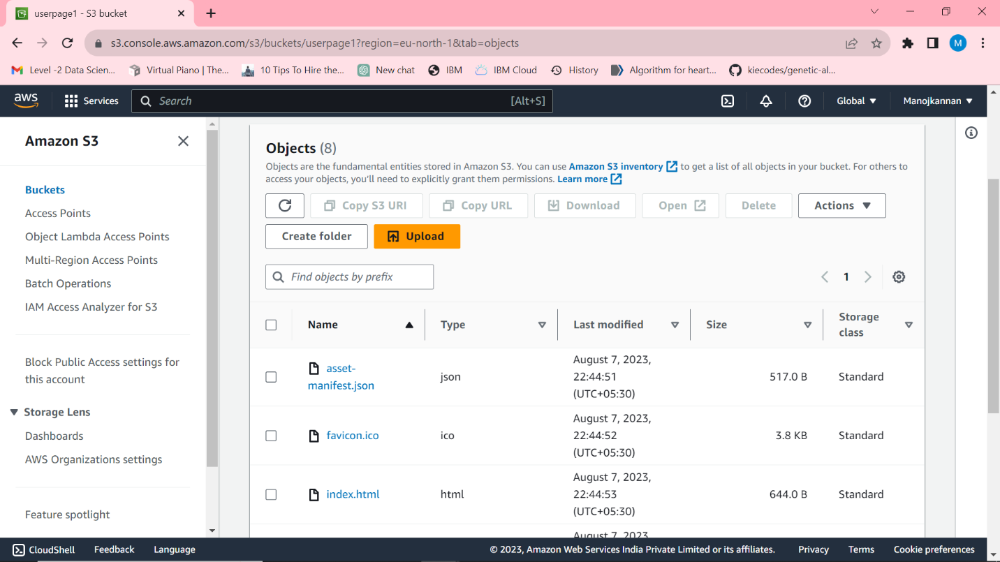 userpage1 - S3 bucket
s3.console.aws.amazon.com/s3/buckets/userpage1?region=eu-north-1&tab=objects
M
Level -2 Data Scien...
Virtual Piano | The...
10 Tips To Hire the...
New chat
IBM
IBM Cloud
History
Algorithm for heart...
kiecodes/genetic-al...
aws
Services
Search
[Alt+S]
Global
Manojkannan
Amazon S3
Buckets
Access Points
Object Lambda Access Points
Multi-Region Access Points
Batch Operations
IAM Access Analyzer for S3
Block Public Access settings for
this account
Storage Lens
Dashboards
AWS Organizations settings
Feature spotlight
Objects (8)
Objects are the fundamental entities stored in Amazon S3. You can use Amazon S3 inventory to get a list of all objects in your bucket. For others to
access your objects, you'll need to explicitly grant them permissions. Learn more
Copy S3 URI
Copy URL
Download
Open
Delete
Actions
Create folder
Upload
Find objects by prefix
1
Name
Type
Last modified
Size
Storage
class
asset-
manifest.json
json
August 7, 2023,
22:44:51
(UTC+05:30)
517.0 B
Standard
favicon.ico
ico
August 7, 2023,
22:44:52
(UTC+05:30)
3.8 KB
Standard
index.html
html
August 7, 2023,
22:44:53
(UTC+05:30)
644.0 B
Standard
August 7, 2023,
CloudShell
Feedback
Language
© 2023, Amazon Web Services India Private Limited or its affiliates.
Privacy
Terms
Cookie preferences